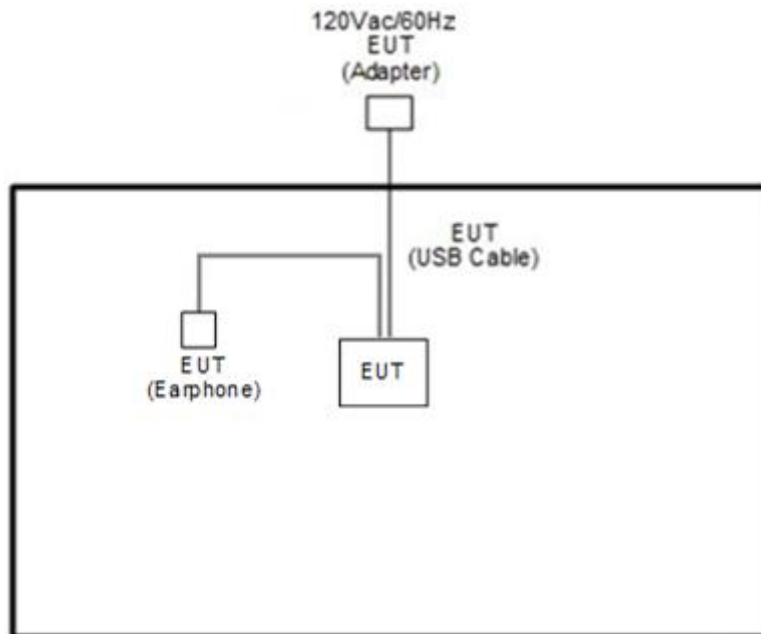 120Vac/60Hz
EUT
(Adapter)
EUT
(USB Cable)
EUT
(Earphone)
EUT